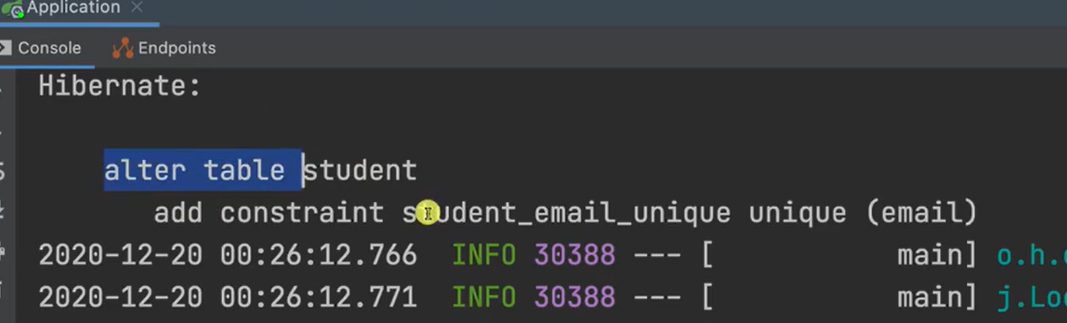 Application
Console Endpoints
Hibernate:
alter table student
add constraint student_email_unique unique (email)
2020-12-20 00:26:12.766 INFO 30388 --- [ main]
2020-12-20 00:26:12.771 INFO 30388 --- [ main]